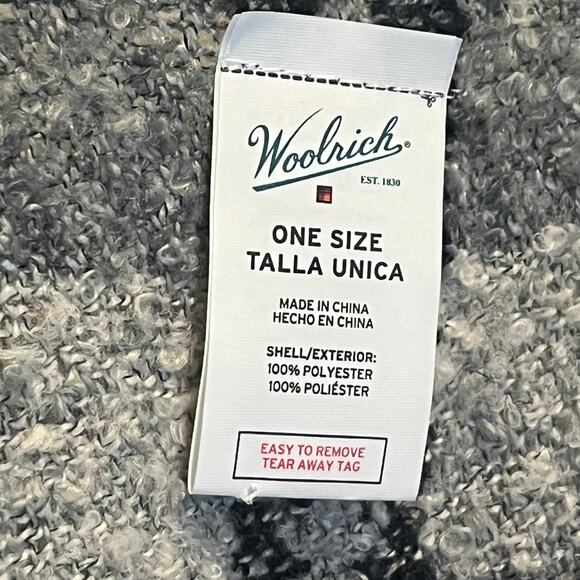 Woolrich®
EST. 1830
ONE SIZE
TALLA UNICA
MADE IN CHINA
HECHO EN CHINA
SHELL/EXTERIOR:
100% POLYESTER
100% POLIÉSTER
EASY TO REMOVE
TEAR AWAY TAG